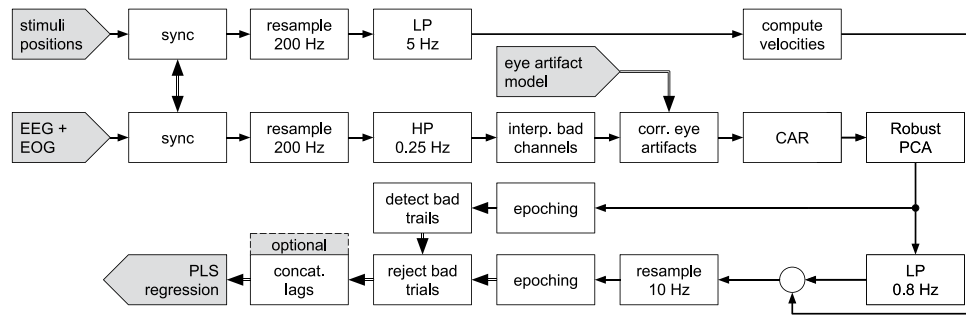 stimuli
positions
sync
resample
200 Hz
LP
5 Hz
compute
velocities
eye artifact
model
EEG +
EOG
sync
resample
200 Hz
HP
0.25 Hz
interp. bad
channels
corr. eye
artifacts
CAR
Robust
PCA
detect bad
trails
epoching
optional
PLS
regression
concat.
lags
reject bad
trials
epoching
resample
10 Hz
LP
0.8 Hz